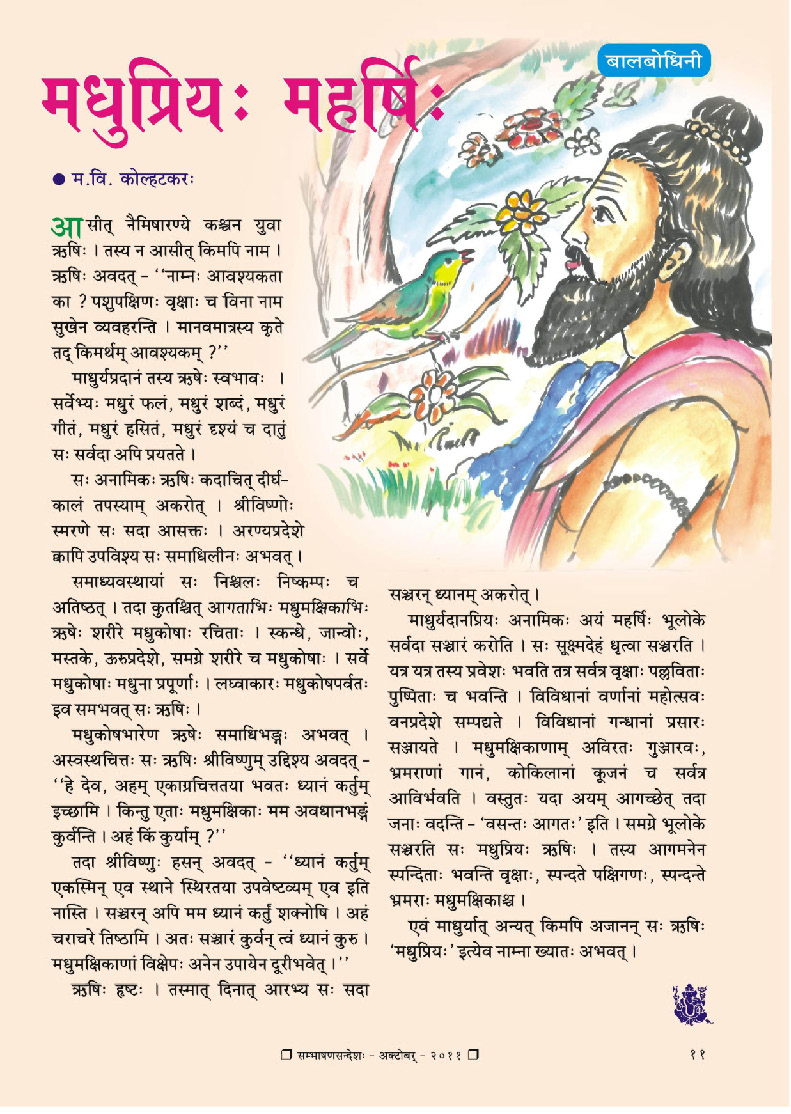 बालबोधिनी
मधुप्रियः महर्षिः
● म.वि. कोल्हटकरः
आसीत् नैमिषारण्ये कश्चन युवा
ऋषिः । तस्य न आसीत् किमपि नाम ।
ऋषिः अवदत् - ‘‘नाम्नः आवश्यकता
का ? पशुपक्षिणः वृक्षाः च विना नाम
सुखेन व्यवहरन्ति । मानवमात्रस्य कृते
तद् किमर्थम् आवश्यकम् ?’’
माधुर्यप्रदानं तस्य ऋषेः स्वभावः ।
सर्वेभ्यः मधुरं फलं, मधुरं शब्दं, मधुरं
गीतं, मधुरं हसितं, मधुरं दृश्यं च दातुं
सः सर्वदा अपि प्रयतते ।
सः अनामिकः ऋषिः कदाचित् दीर्घ-
कालं तपस्याम् अकरोत् । श्रीविष्णोः
स्मरणे सः सदा आसक्तः । अरण्यप्रदेशे
क्वापि उपविश्य सः समाधिलीनः अभवत् ।
समाध्यवस्थायां सः निश्चलः निष्कम्पः च
अतिष्ठत् । तदा कुतश्चित् आगताभिः मधुमक्षिकाभिः
ऋषेः शरीरे मधुकोषाः रचिताः । स्कन्धे, जान्वोः,
मस्तके, ऊरुप्रदेशे, समग्रे शरीरे च मधुकोषाः । सर्वे
मधुकोषाः मधुना प्रपूर्णाः । लघ्वाकारः मधुकोषपर्वतः
इव समभवत् सः ऋषिः ।
मधुकोषभारेण ऋषेः समाधिभङ्गः अभवत् ।
अस्वस्थचित्तः सः ऋषिः श्रीविष्णुम् उद्दिश्य अवदत् -
‘‘हे देव, अहम् एकाग्रचित्ततया भवतः ध्यानं कर्तुम्
इच्छामि । किन्तु एताः मधुमक्षिकाः मम अवधानभङ्गं
कुर्वन्ति । अहं किं कुर्याम् ?’’
तदा श्रीविष्णुः हसन् अवदत् - ‘‘ध्यानं कर्तुम्
एकस्मिन् एव स्थाने स्थिरतया उपवेष्टव्यम् एव इति
नास्ति । सञ्चरन् अपि मम ध्यानं कर्तुं शक्नोषि । अहं
चराचरे तिष्ठामि । अतः सञ्चारं कुर्वन् त्वं ध्यानं कुरु ।
मधुमक्षिकाणां विक्षेपः अनेन उपायेन दूरीभवेत् ।’’
ऋषिः हृष्टः । तस्मात् दिनात् आरभ्य सः सदा
सञ्चरन् ध्यानम् अकरोत् ।
माधुर्यदानप्रियः अनामिकः अयं महर्षिः भूलोके
सर्वदा सञ्चारं करोति । सः सूक्ष्मदेहं धृत्वा सञ्चरति ।
यत्र यत्र तस्य प्रवेशः भवति तत्र सर्वत्र वृक्षाः पल्लविताः
पुष्पिताः च भवन्ति । विविधानां वर्णानां महोत्सवः
वनप्रदेशे सम्पद्यते । विविधानां गन्धानां प्रसारः
सञ्जायते । मधुमक्षिकाणाम् अविरतः गुञ्जारवः,
भ्रमराणां गानं, कोकिलानां कूजनं च सर्वत्र
आविर्भवति । वस्तुतः यदा अयम् आगच्छेत् तदा
जनाः वदन्ति - ‘वसन्तः आगतः’ इति । समग्रे भूलोके
सञ्चरति सः मधुप्रियः ऋषिः । तस्य आगमनेन
स्पन्दिताः भवन्ति वृक्षाः, स्पन्दते पक्षिगणः, स्पन्दन्ते
भ्रमराः मधुमक्षिकाश्च ।
एवं माधुर्यात् अन्यत् किमपि अजानन् सः ऋषिः
‘मधुप्रियः’ इत्येव नाम्ना ख्यातः अभवत् ।
❒ सम्भाषणसन्देशः - अक्टोबर् - २०११ ❒
११